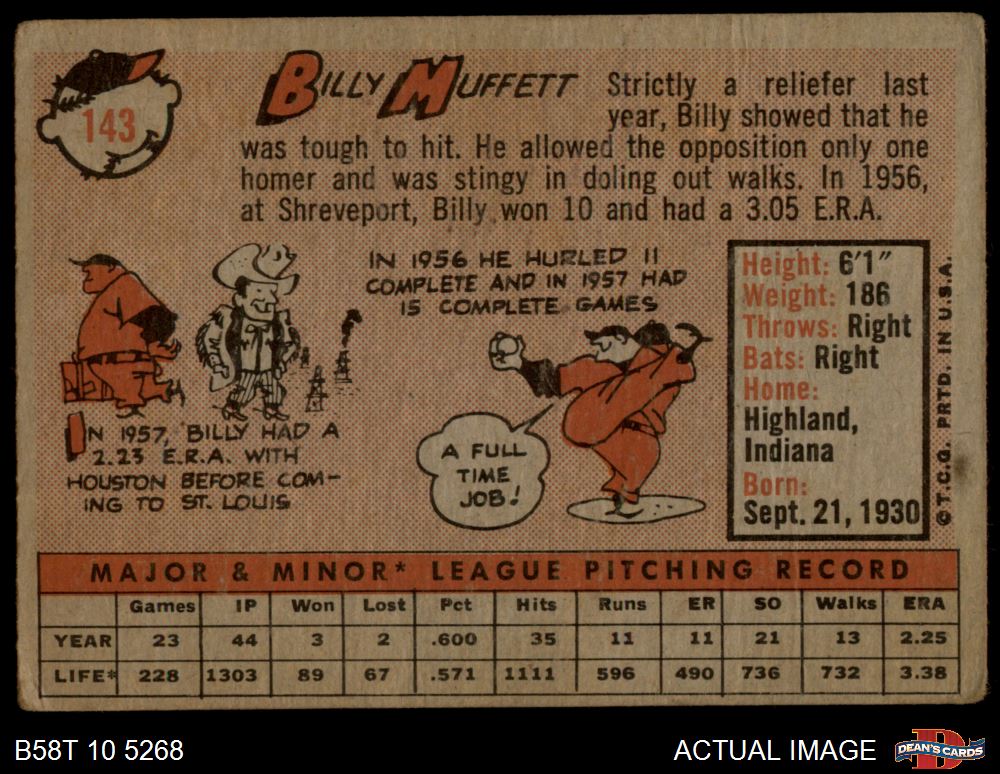 143
BILLY MUFFETT
Strictly a reliefer last
year, Billy showed that he
was tough to hit. He allowed the opposition only one
homer and was stingy in doling out walks. In 1956,
at Shreveport, Billy won 10 and had a 3.05 E.R.A.
IN 1956 HE HURLED 11
COMPLETE AND IN 1957 HAD
15 COMPLETE GAMES
IN 1957, BILLY HAD A
2.23 E.R.A. WITH
HOUSTON BEFORE COM-
ING TO ST. LOUIS
A FULL
TIME
JOB!
Height: 6'1"
Weight: 186
Throws: Right
Bats: Right
Home:
Highland,
Indiana
Born:
Sept. 21, 1930
© T.C.G. PRTD. IN U.S.A.
MAJOR & MINOR* LEAGUE PITCHING RECORD
Games IP Won Lost Pct Hits Runs ER SO Walks ERA
YEAR 23 44 3 2 .600 35 11 11 21 13 2.25
LIFE* 228 1303 89 67 .571 1111 596 490 736 732 3.38
B58T 10 5268
ACTUAL IMAGE
DEAN'S CARDS